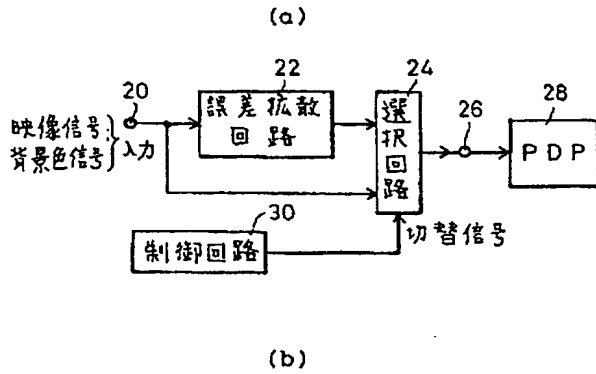 (a)
20
22
24
26
28
映像信号
背景色信号
入力
誤差拡散
回路
選択回路
PDP
30
制御回路
切替信号
(b)